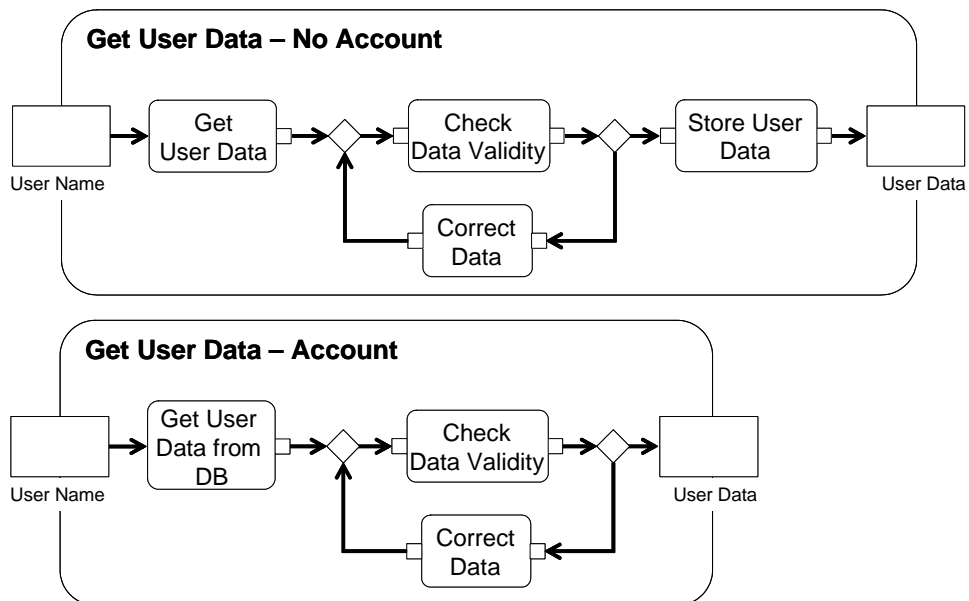 Get User Data – No Account
Get
User Data
Check
Data Validity
Store User
Data
User Name
User Data
Correct
Data
Get User Data – Account
Get User
Data from
DB
Check
Data Validity
User Name
User Data
Correct
Data